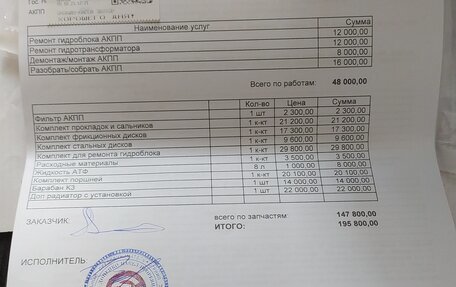 АКПП
ХОРОШЕГО ДНЯ!
Наименование услуг Сумма
Ремонт гидроблока АКПП 12 000,00
Ремонт гидротрансформатора 12 000,00
Демонтаж/монтаж АКПП 8 000,00
Разобрать/собрать АКПП 16 000,00
Всего по работам: 48 000,00
Кол-во Цена Сумма
Фильтр АКПП 1 шт 2 300,00 2 300,00
Комплект прокладок и сальников 1 к-кт 21 200,00 21 200,00
Комплект фрикционных дисков 1 к-кт 17 300,00 17 300,00
Комплект стальных дисков 1 к-кт 9 600,00 9 600,00
Комплект для ремонта гидроблока 1 к-кт 29 800,00 29 800,00
Расходные материалы 1 к-кт 3 500,00 3 500,00
Жидкость АТФ 8 л 1 000,00 8 000,00
Комплект поршней 1 к-кт 20 100,00 20 100,00
Барабан К3 1 шт 14 000,00 14 000,00
Доп радиатор с установкой 1 шт 22 000,00 22 000,00
ЗАКАЗЧИК: всего по запчастям: 147 800,00
ИТОГО: 195 800,00
ИСПОЛНИТЕЛЬ